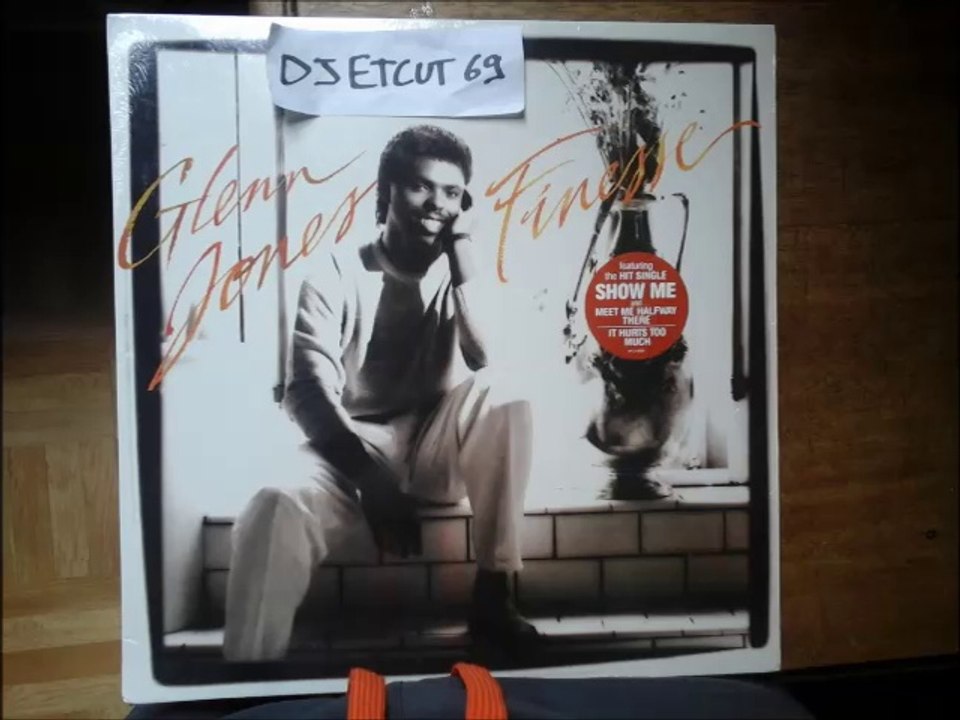 DJ ETCUT 69
Glenn
Jones
Finesse
featuring
the HIT SINGLE
SHOW ME
and
MEET ME HALFWAY
THERE
IT HURTS TOO
MUCH